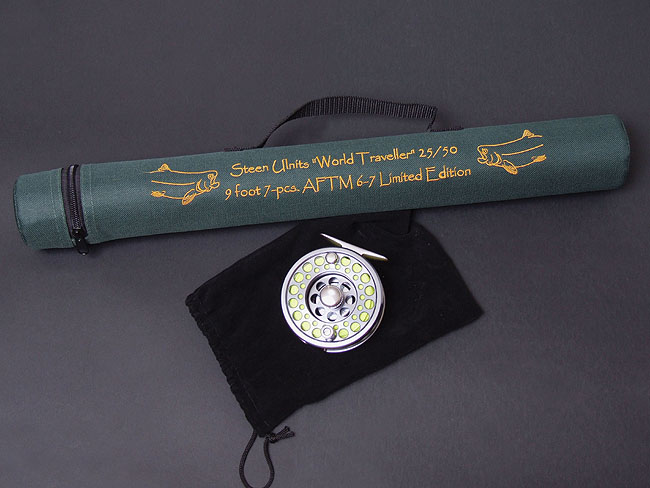 Steen Ulnits "World Traveller" 25/50
9 foot 7-pcs. AFTM 6-7 Limited Edition